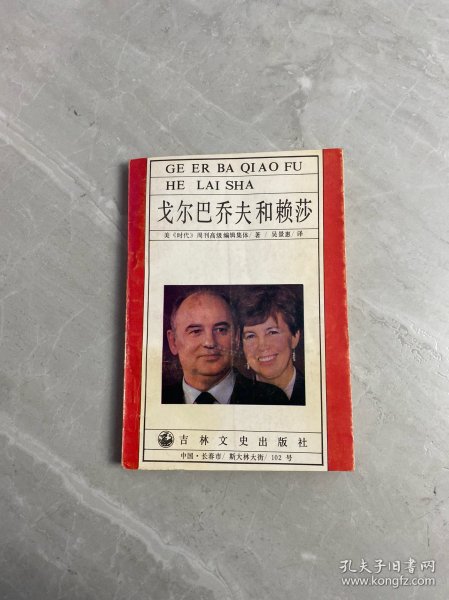 GE ER BA QIAO FU
HE LAI SHA
戈尔巴乔夫和赖莎
美《时代》周刊高级编辑集体/著/吴景惠/译
吉林文史出版社
中国·长春市/斯大林大街/102号
孔夫子旧书网
www.kongfz.com